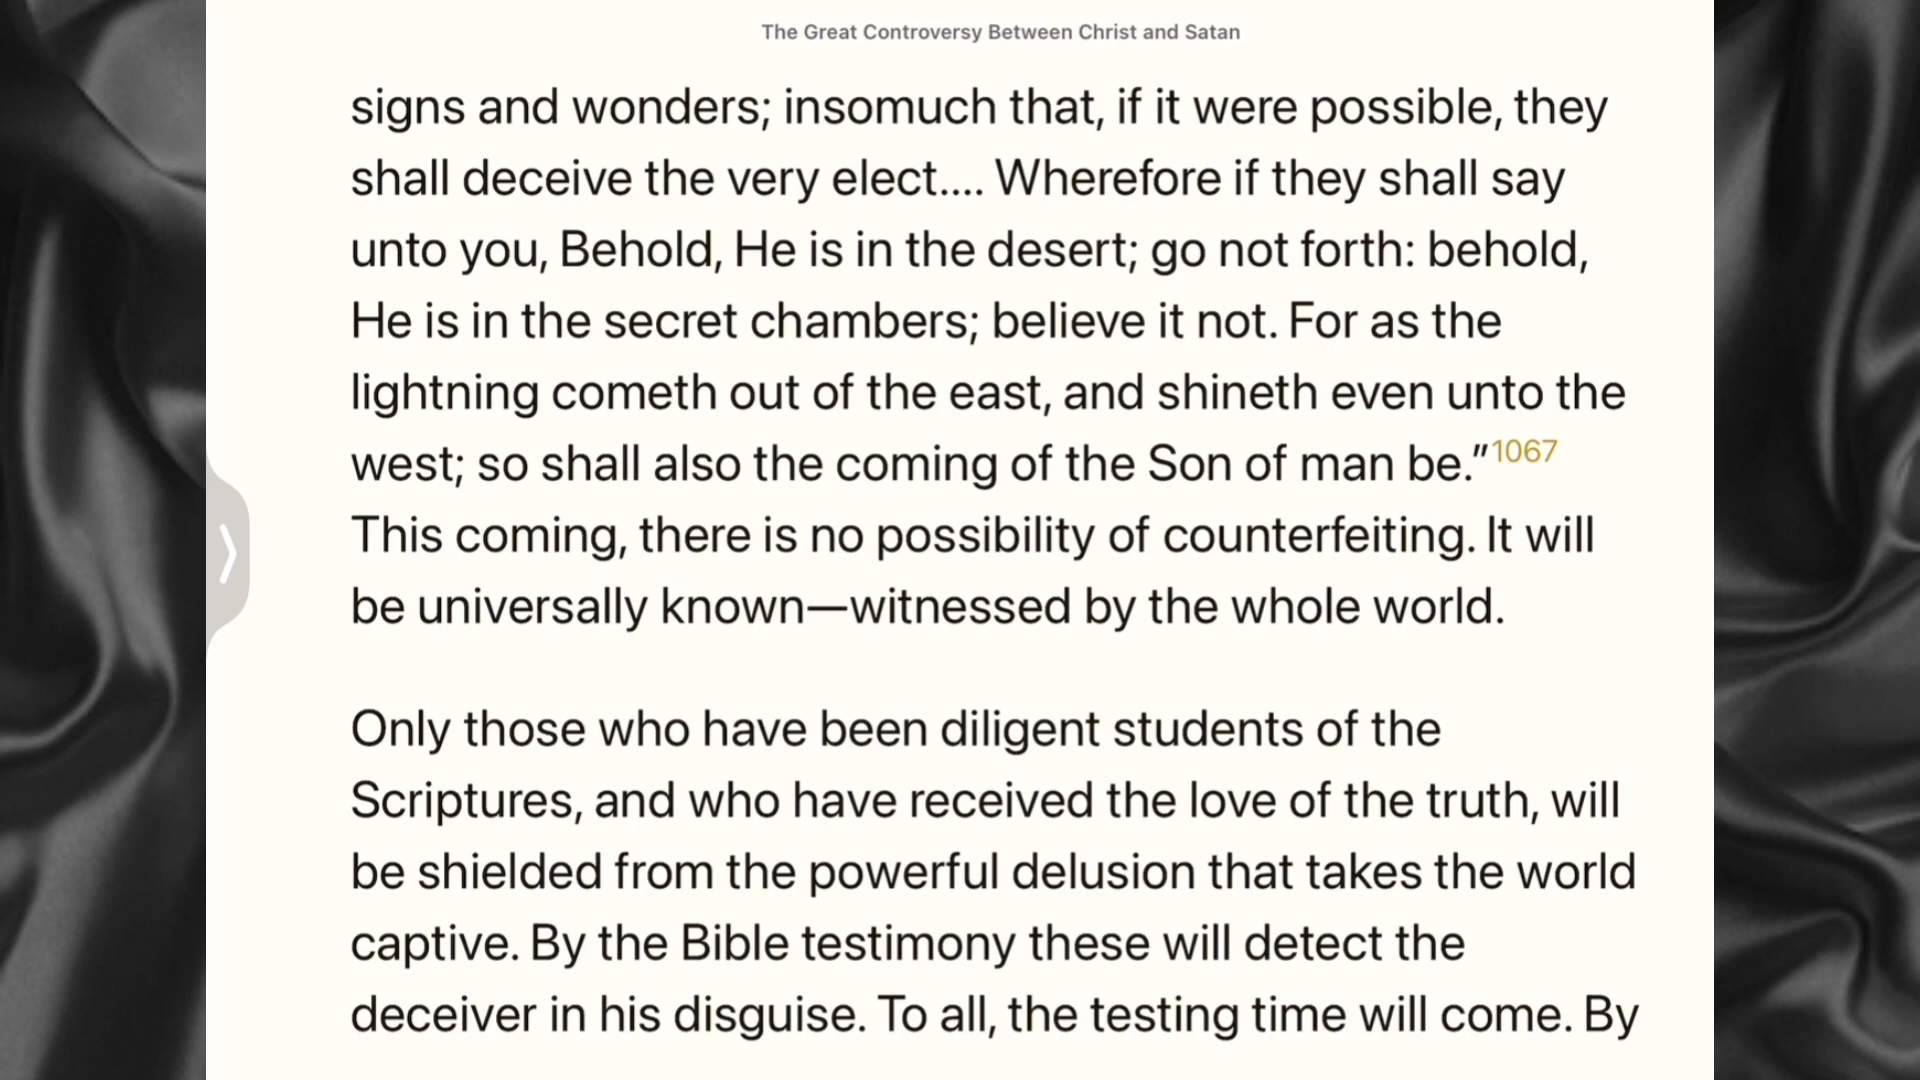 The Great Controversy Between Christ and Satan
signs and wonders; insomuch that, if it were possible, they
shall deceive the very elect.... Wherefore if they shall say
unto you, Behold, He is in the desert; go not forth: behold,
He is in the secret chambers; believe it not. For as the
lightning cometh out of the east, and shineth even unto the
west; so shall also the coming of the Son of man be."1067
This coming, there is no possibility of counterfeiting. It will
be universally known—witnessed by the whole world.
Only those who have been diligent students of the
Scriptures, and who have received the love of the truth, will
be shielded from the powerful delusion that takes the world
captive. By the Bible testimony these will detect the
deceiver in his disguise. To all, the testing time will come. By